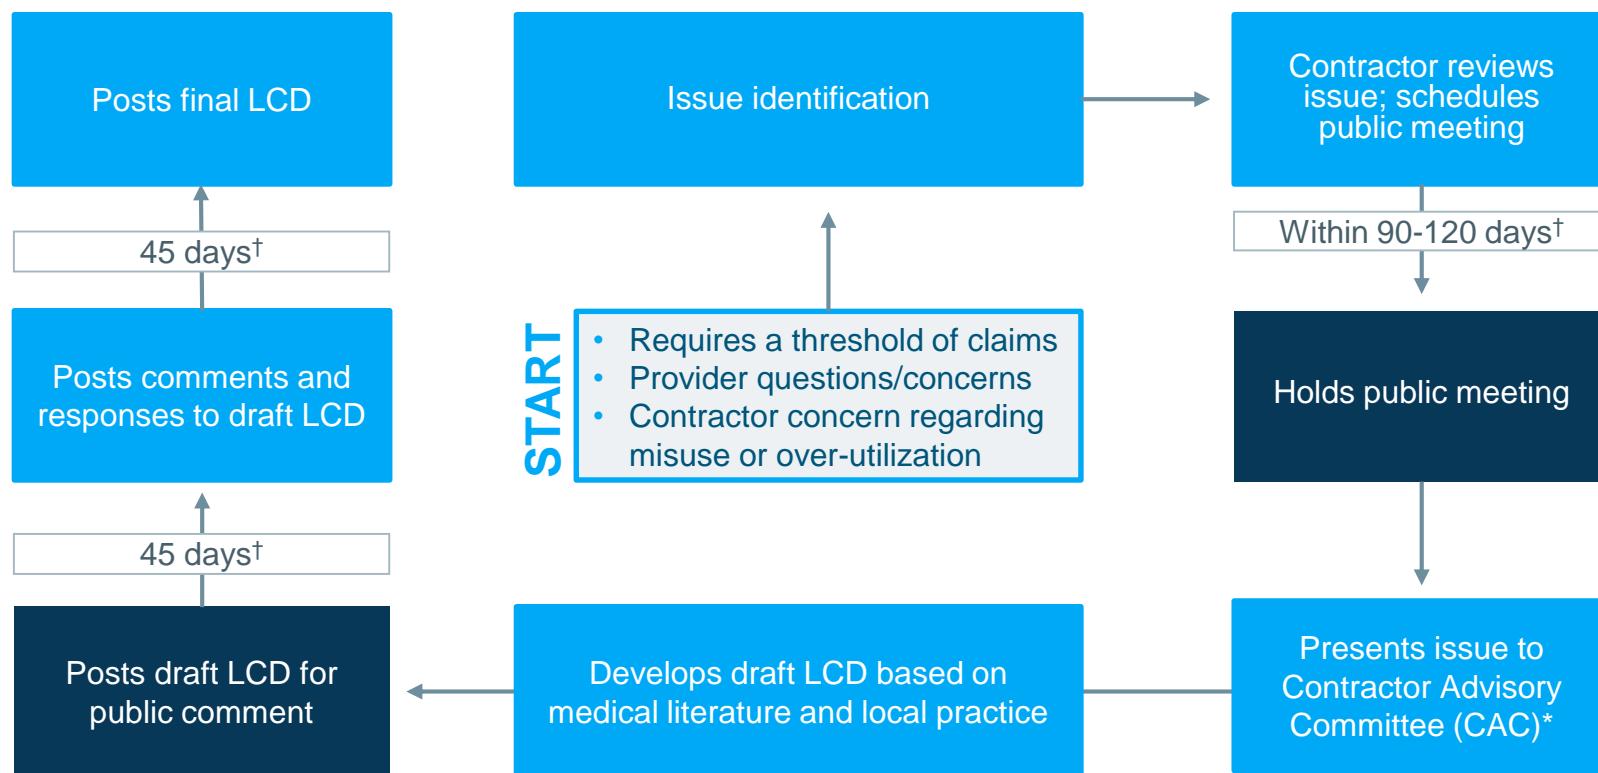 START
• Requires a threshold of claims
• Provider questions/concerns
• Contractor concern regarding
misuse or over-utilization
Issue identification
Contractor reviews
issue; schedules
public meeting
Within 90-120 days†
Holds public meeting
Presents issue to
Contractor Advisory
Committee (CAC)*
Develops draft LCD based on
medical literature and local practice
Posts draft LCD for
public comment
45 days†
Posts comments and
responses to draft LCD
45 days†
Posts final LCD